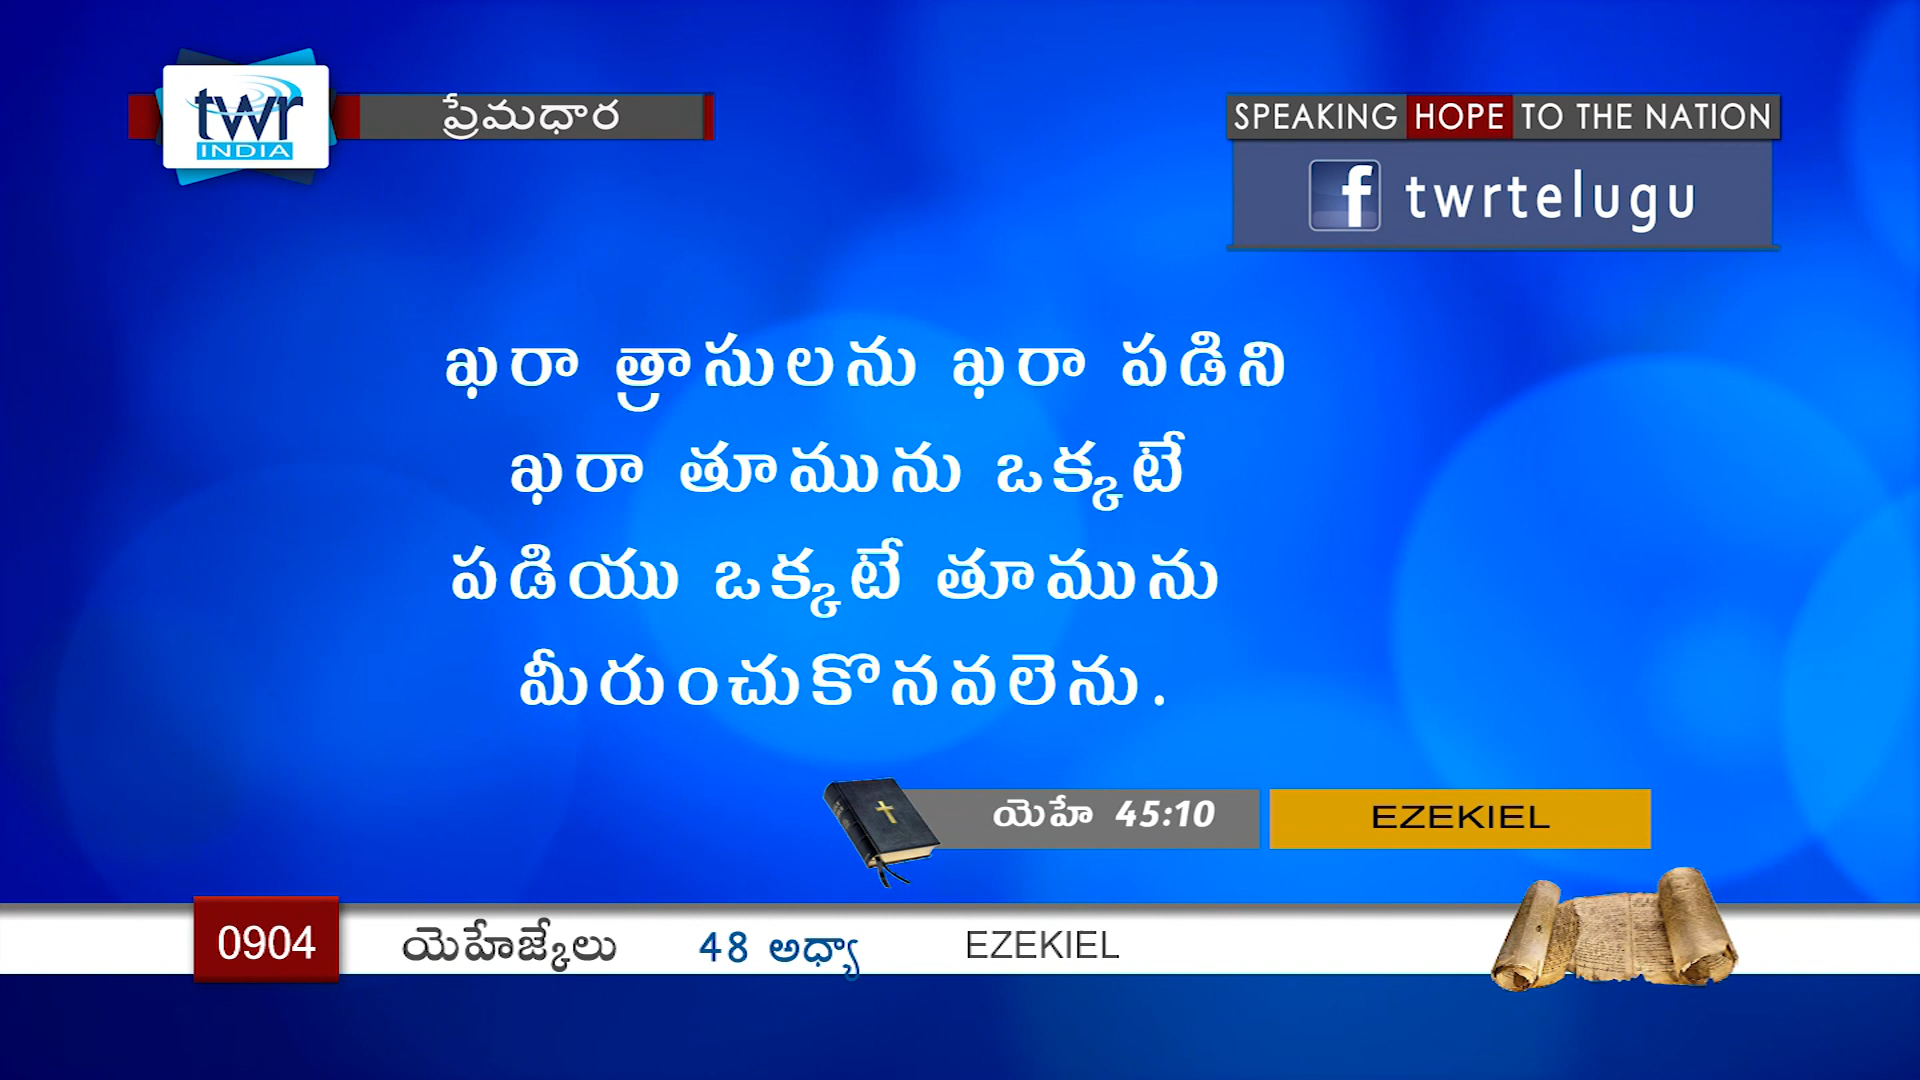 twr
INDIA
ప్రేమధార
SPEAKING HOPE TO THE NATION
f twrtelugu
ఖరా త్రాసులను ఖరా పడిని
ఖరా తూమును ఒక్కటే
పడియు ఒక్కటే తూమును
మీరుంచుకొనవలెను.
యెహే 45:10
EZEKIEL
0904 యెహేజ్కేలు 48 అధ్యా EZEKIEL